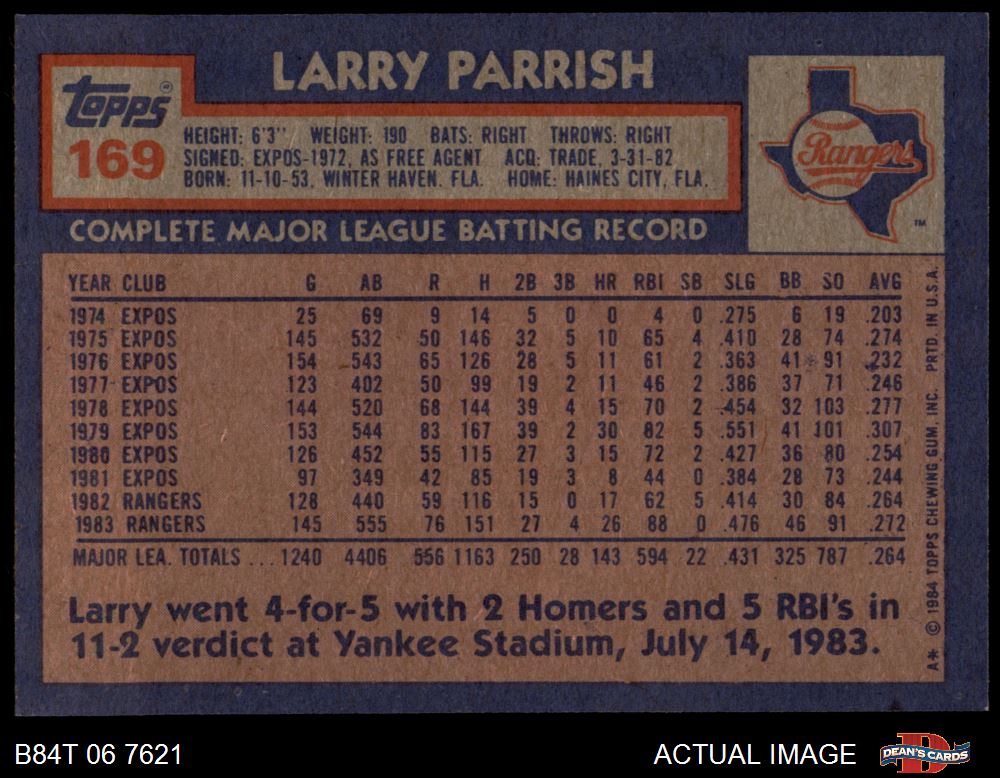 LARRY PARRISH
Topps®
169
HEIGHT: 6'3" WEIGHT: 190 BATS: RIGHT THROWS: RIGHT
SIGNED: EXPOS-1972, AS FREE AGENT ACQ: TRADE, 3-31-82
BORN: 11-10-53, WINTER HAVEN, FLA. HOME: HAINES CITY, FLA.
Rangers
TM
COMPLETE MAJOR LEAGUE BATTING RECORD
YEAR CLUB G AB R H 2B 3B HR RBI SB SLG BB SO AVG
1974 EXPOS 25 69 9 14 5 0 0 4 0 .275 6 19 .203
1975 EXPOS 145 532 50 146 32 5 10 65 4 .410 28 74 .274
1976 EXPOS 154 543 65 126 28 5 11 61 2 .363 41 91 .232
1977 EXPOS 123 402 50 99 19 2 11 46 2 .386 37 71 .246
1978 EXPOS 144 520 68 144 39 4 15 70 2 .454 32 103 .277
1979 EXPOS 153 544 83 167 39 2 30 82 5 .551 41 101 .307
1980 EXPOS 126 452 55 115 27 3 15 72 2 .427 36 80 .254
1981 EXPOS 97 349 42 85 19 3 8 44 0 .384 28 73 .244
1982 RANGERS 128 440 59 116 15 0 17 62 5 .414 30 84 .264
1983 RANGERS 145 555 76 151 27 4 26 88 0 .476 46 91 .272
MAJOR LEA. TOTALS ... 1240 4406 556 1163 250 28 143 594 22 .431 325 787 .264
Larry went 4-for-5 with 2 Homers and 5 RBI's in
11-2 verdict at Yankee Stadium, July 14, 1983.
A* © 1984 TOPPS CHEWING GUM, INC. PRTD. IN U.S.A.
B84T 06 7621
ACTUAL IMAGE
D
DEAN'S CARDS